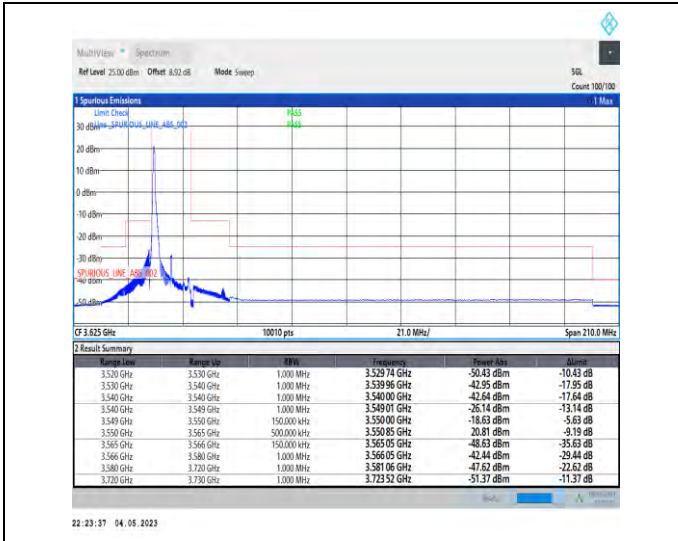 MultiView Spectrum
Ref Level 25.00 dBm Offset 8.92 dB Mode Sweep SGL
Count 100/100
1 Spurious Emissions 1 Max
Limit Check PASS
30 dBm Line _SPURIOUS_LINE_ABS_002 PASS
20 dBm
10 dBm
0 dBm
-10 dBm
-20 dBm
-30 dBm
_SPURIOUS_LINE_ABS_002
-40 dBm
-50 dBm
CF 3.625 GHz 10010 pts 21.0 MHz/ Span 210.0 MHz
2 Result Summary
Range Low Range Up RBW Frequency Power Abs ΔLimit
3.520 GHz 3.530 GHz 1.000 MHz 3.529 74 GHz -50.43 dBm -10.43 dB
3.530 GHz 3.540 GHz 1.000 MHz 3.539 96 GHz -42.95 dBm -17.95 dB
3.540 GHz 3.540 GHz 1.000 MHz 3.540 00 GHz -42.64 dBm -17.64 dB
3.540 GHz 3.549 GHz 1.000 MHz 3.549 01 GHz -26.14 dBm -13.14 dB
3.549 GHz 3.550 GHz 150.000 kHz 3.550 00 GHz -18.63 dBm -5.63 dB
3.550 GHz 3.565 GHz 500.000 kHz 3.550 85 GHz 20.81 dBm -9.19 dB
3.565 GHz 3.566 GHz 150.000 kHz 3.565 05 GHz -48.63 dBm -35.63 dB
3.566 GHz 3.580 GHz 1.000 MHz 3.566 05 GHz -42.44 dBm -29.44 dB
3.580 GHz 3.720 GHz 1.000 MHz 3.581 06 GHz -47.62 dBm -22.62 dB
3.720 GHz 3.730 GHz 1.000 MHz 3.723 52 GHz -51.37 dBm -11.37 dB
22:23:37 04.05.2023